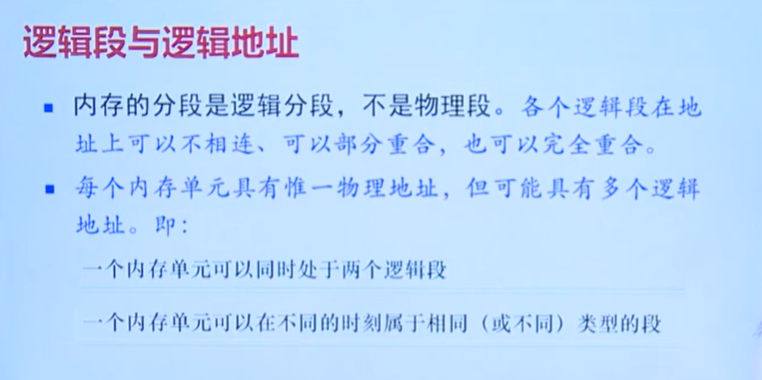 逻辑段与逻辑地址
内存的分段是逻辑分段，不是物理段。各个逻辑段在地
址上可以不相连、可以部分重合，也可以完全重合。
每个内存单元具有惟一物理地址，但可能具有多个逻辑
地址。即：
一个内存单元可以同时处于两个逻辑段
一个内存单元可以在不同的时刻属于相同（或不同）类型的段